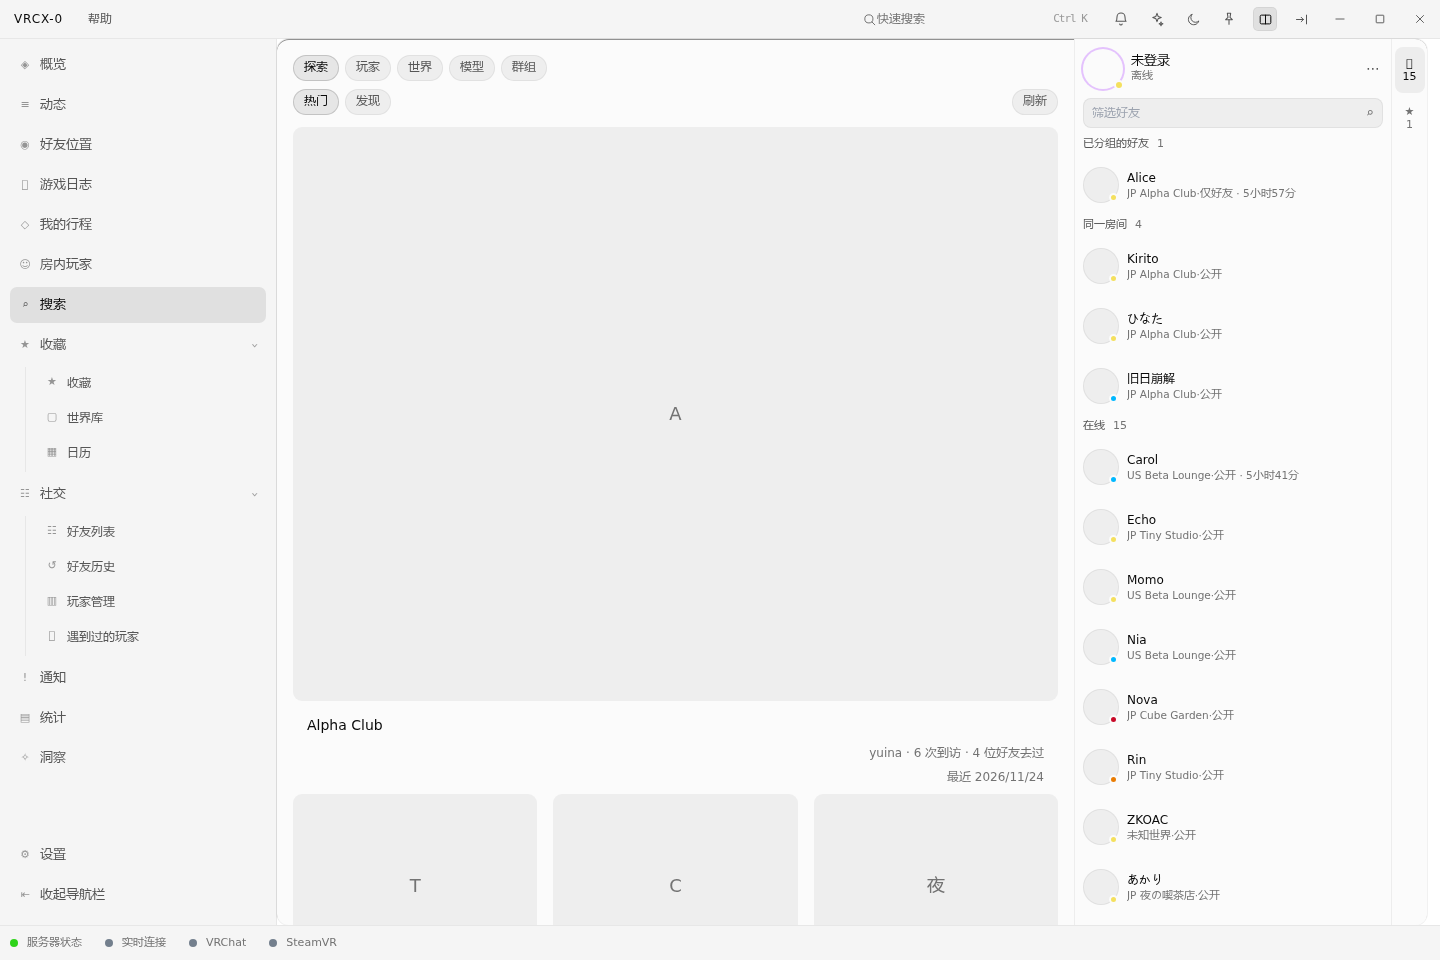 VRCX-0
帮助
快速搜索
Ctrl K
概览
动态
好友位置
游戏日志
我的行程
房内玩家
搜索
收藏
收藏
世界库
日历
社交
好友列表
好友历史
玩家管理
遇到过的玩家
通知
统计
洞察
设置
收起导航栏
探索 玩家 世界 模型 群组
热门 发现 刷新
A
Alpha Club
yuina · 6 次到访 · 4 位好友去过
最近 2026/11/24
T C 夜
未登录
离线
筛选好友
已分组的好友 1
Alice
JP Alpha Club·仅好友 · 5小时57分
同一房间 4
Kirito
JP Alpha Club·公开
ひなた
JP Alpha Club·公开
旧日崩解
JP Alpha Club·公开
在线 15
Carol
US Beta Lounge·公开 · 5小时41分
Echo
JP Tiny Studio·公开
Momo
US Beta Lounge·公开
Nia
US Beta Lounge·公开
Nova
JP Cube Garden·公开
Rin
JP Tiny Studio·公开
ZKOAC
未知世界·公开
あかり
JP 夜の喫茶店·公开
15
1
服务器状态 实时连接 VRChat SteamVR